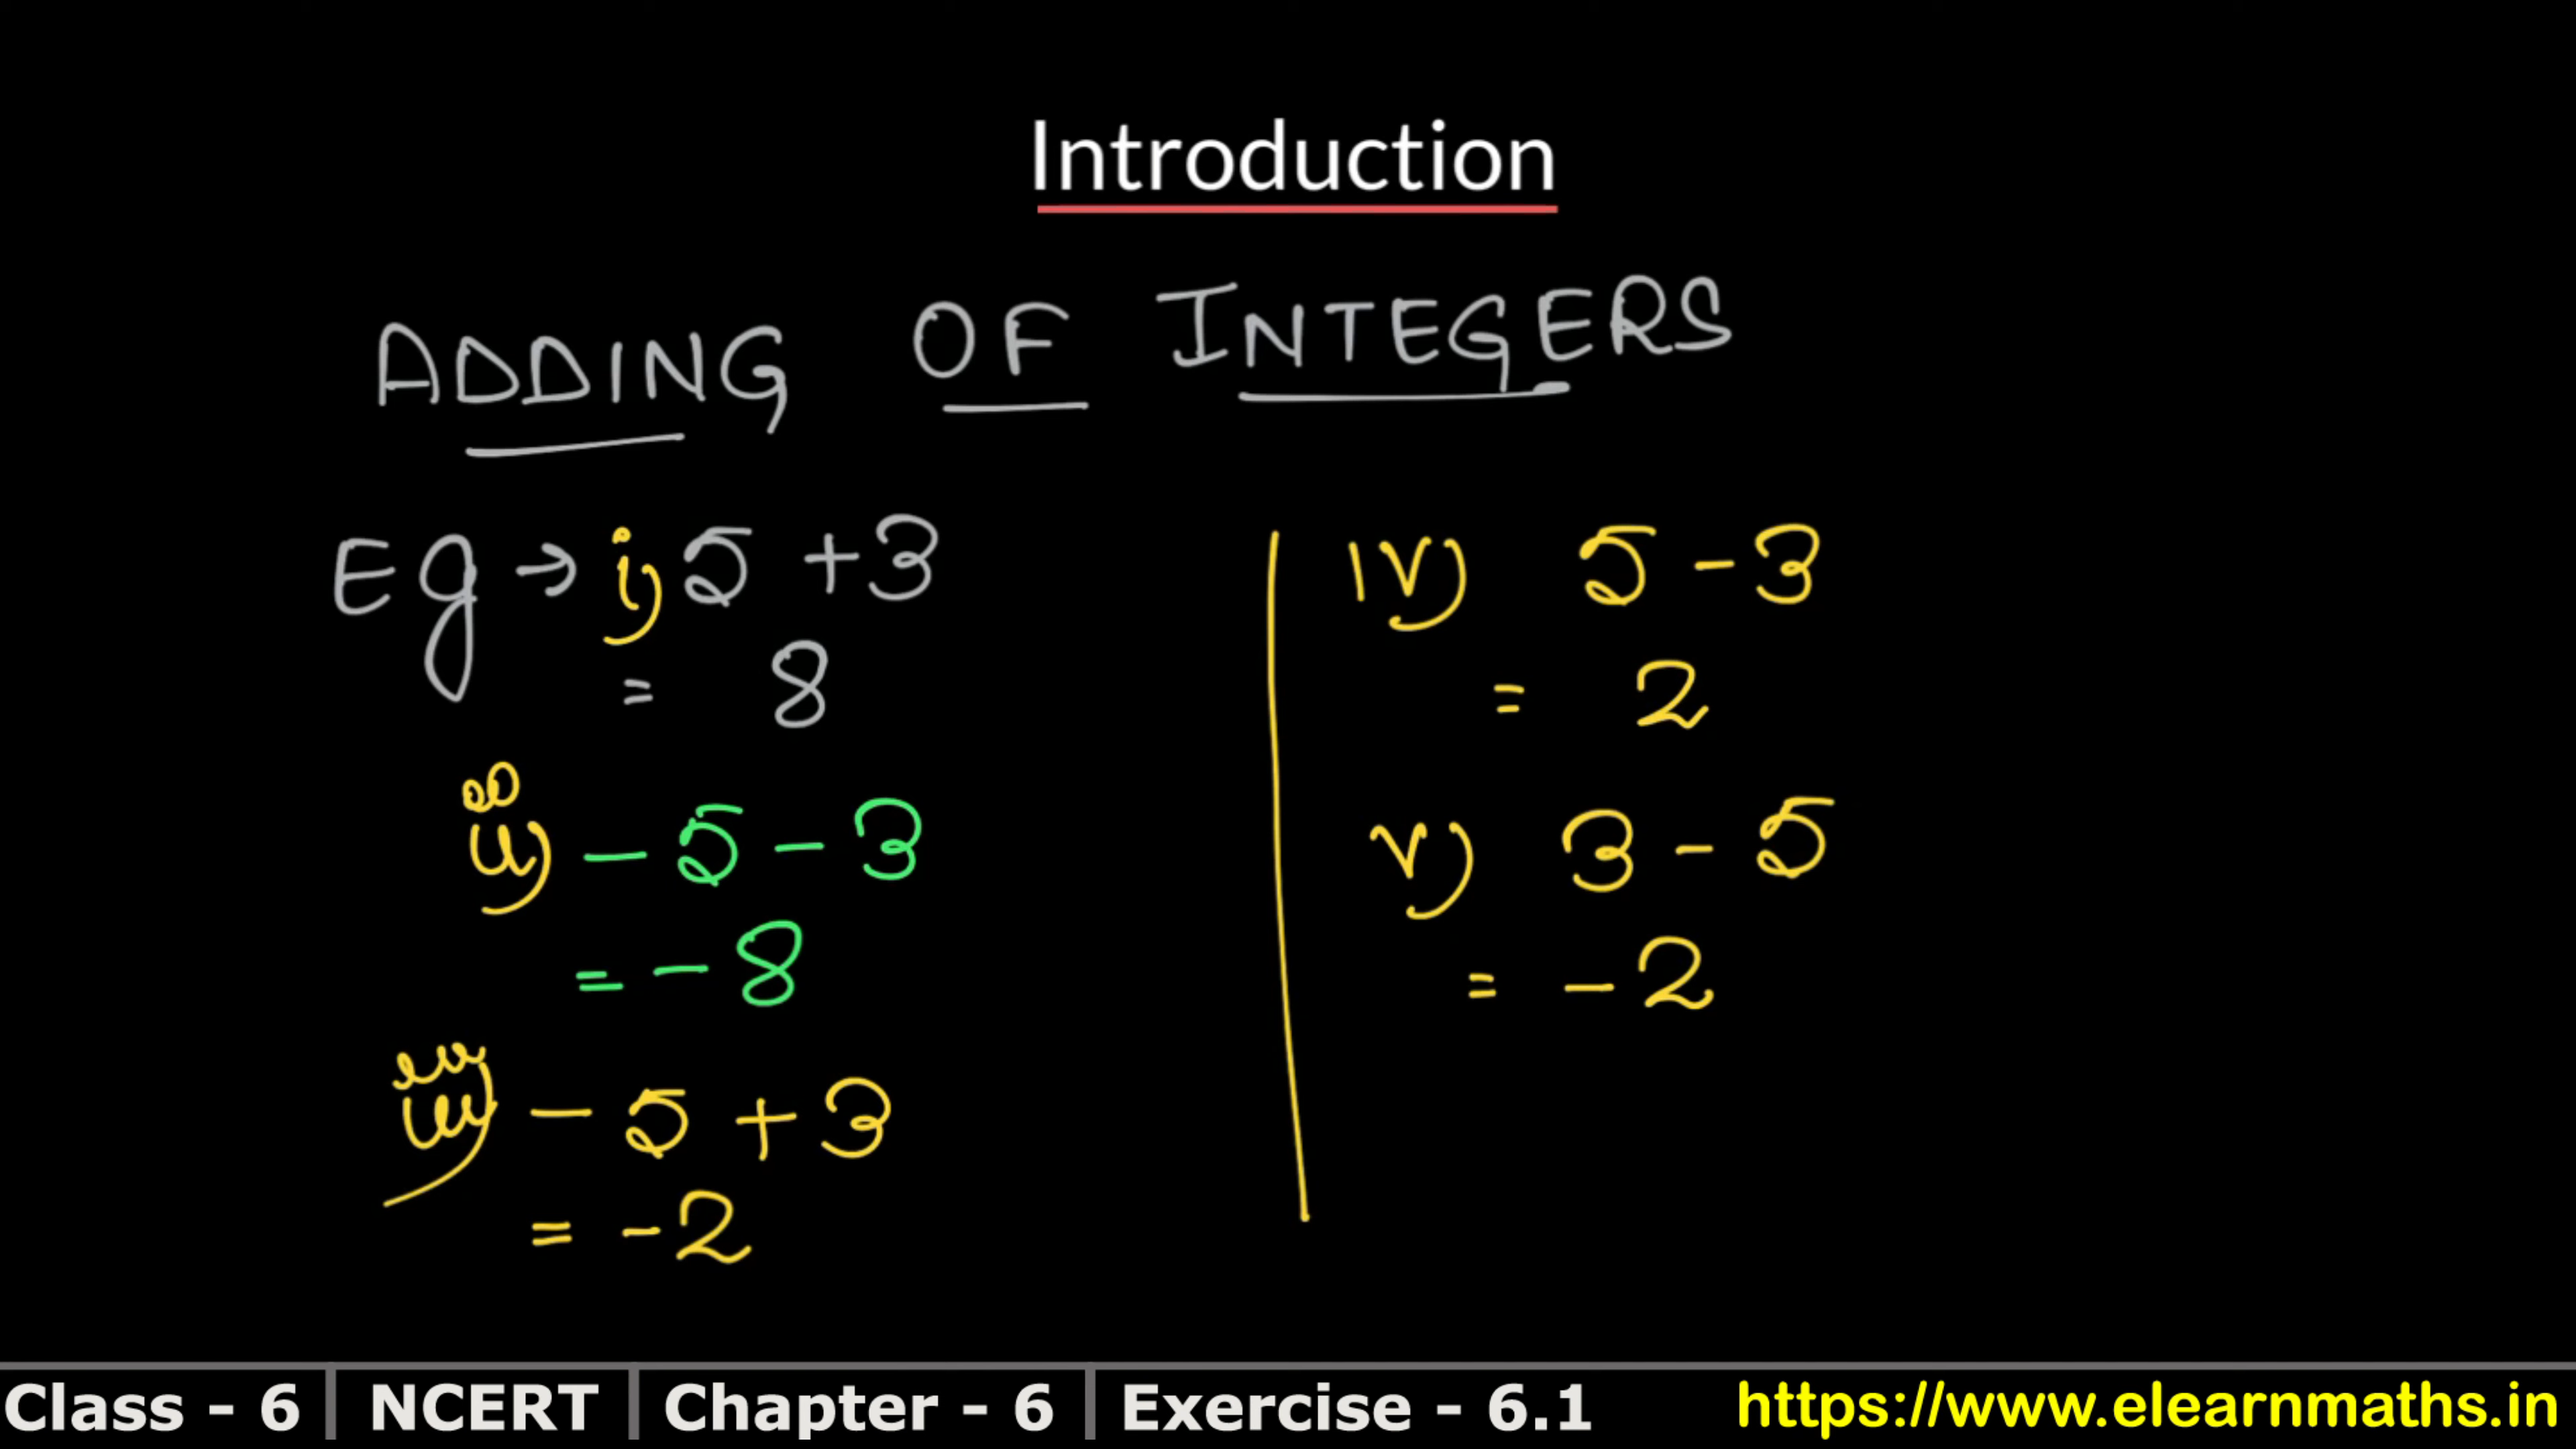 Introduction
ADDING OF INTEGERS
Eg → i) 5 + 3
= 8
ii) - 5 - 3
= - 8
iii) - 5 + 3
= - 2
iv) 5 - 3
= 2
v) 3 - 5
= - 2
Class - 6 | NCERT | Chapter - 6 | Exercise - 6.1 https://www.elearnmaths.in